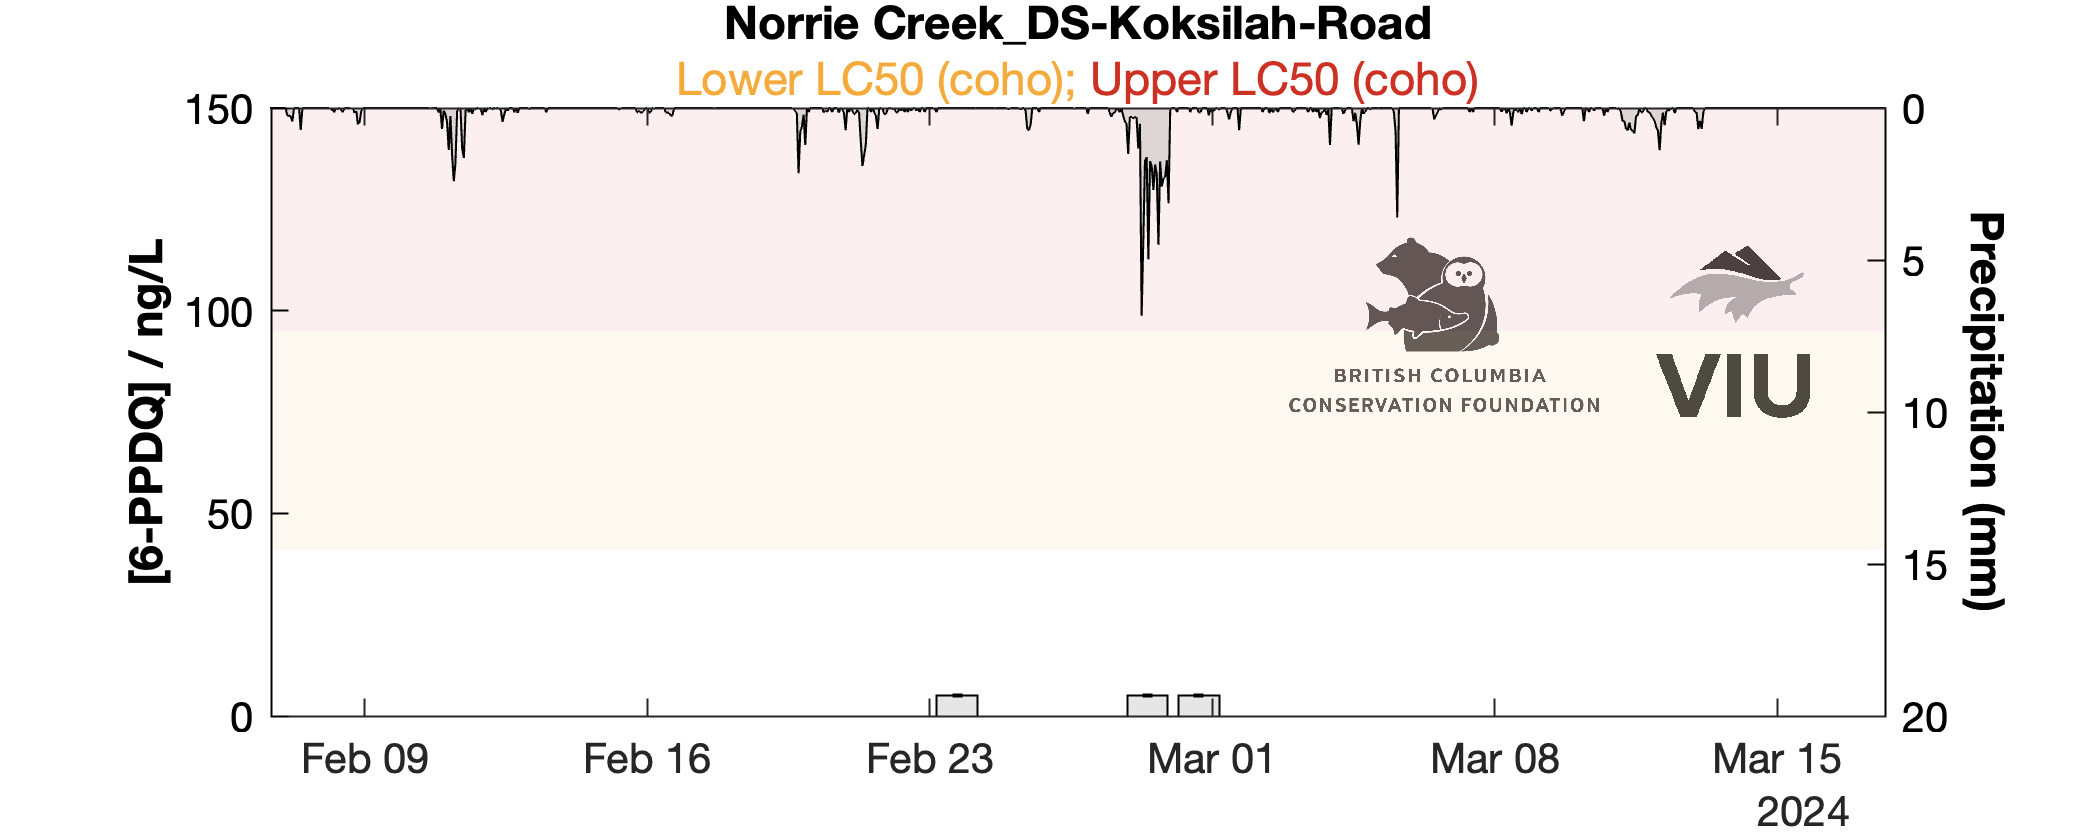 Norrie Creek_DS-Koksilah-Road
Lower LC50 (coho); Upper LC50 (coho)
150
100
50
0
[6-PPDQ] / ng/L
0
5
10
15
20
Precipitation (mm)
BRITISH COLUMBIA
CONSERVATION FOUNDATION
VIU
Feb 09
Feb 16
Feb 23
Mar 01
Mar 08
Mar 15
2024